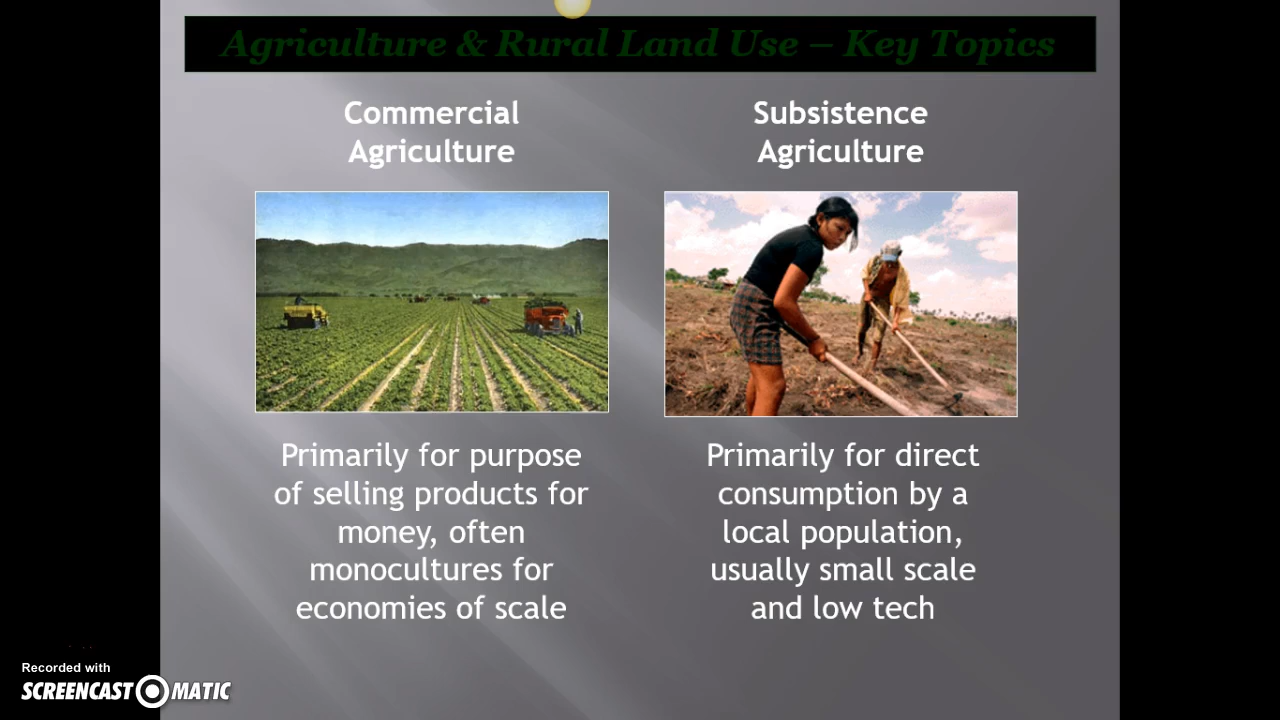 Agriculture & Rural Land Use – Key Topics
Commercial
Agriculture
Subsistence
Agriculture
Primarily for purpose
of selling products for
money, often
monocultures for
economies of scale
Primarily for direct
consumption by a
local population,
usually small scale
and low tech
Recorded with
SCREENCAST MATIC